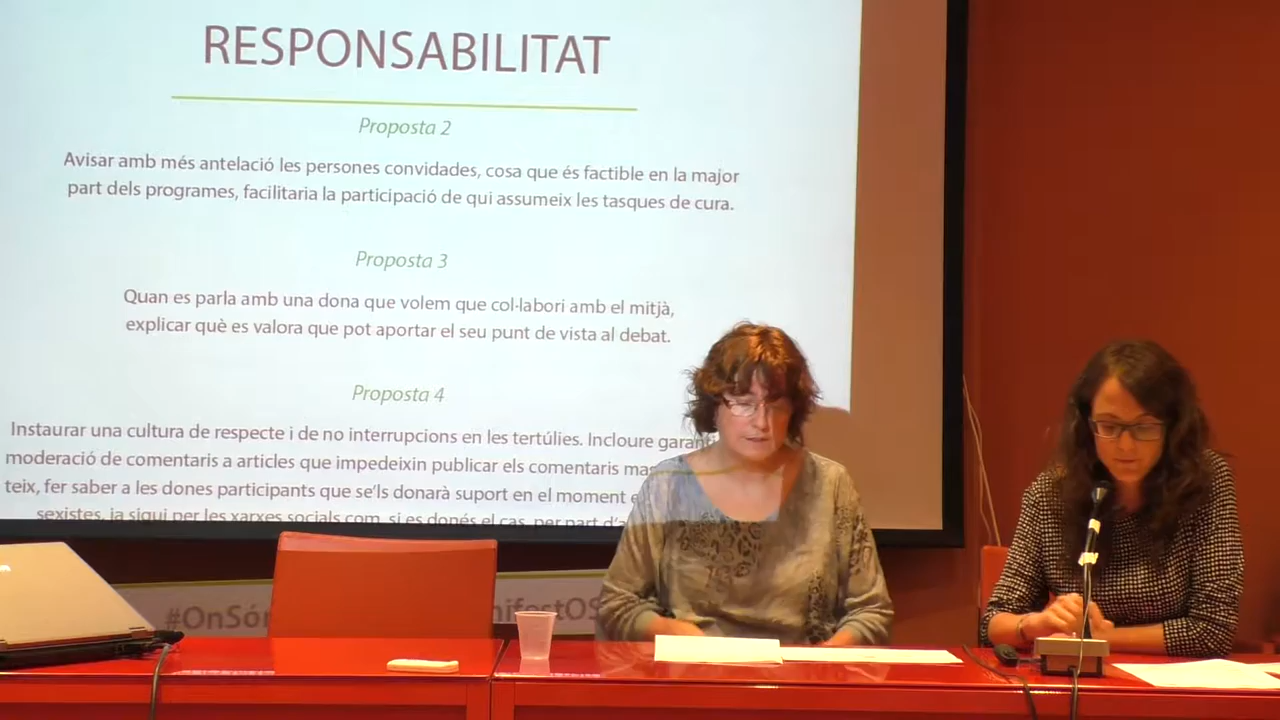 RESPONSABILITAT
Proposta 2
Avisar amb més antelació les persones convidades, cosa que és factible en la major
part dels programes, facilitaria la participació de qui assumeix les tasques de cura.
Proposta 3
Quan es parla amb una dona que volem que col·labori amb el mitjà,
explicar què es valora que pot aportar el seu punt de vista al debat.
Proposta 4
Instaurar una cultura de respecte i de no interrupcions en les tertúlies. Incloure
moderació de comentaris a articles que impedeixin publicar els comentaris
teix, fer saber a les dones participants que se'ls donarà suport en el moment
sexistes, ja sigui per les xarxes socials com, si es donés el cas, per part
#OnSón